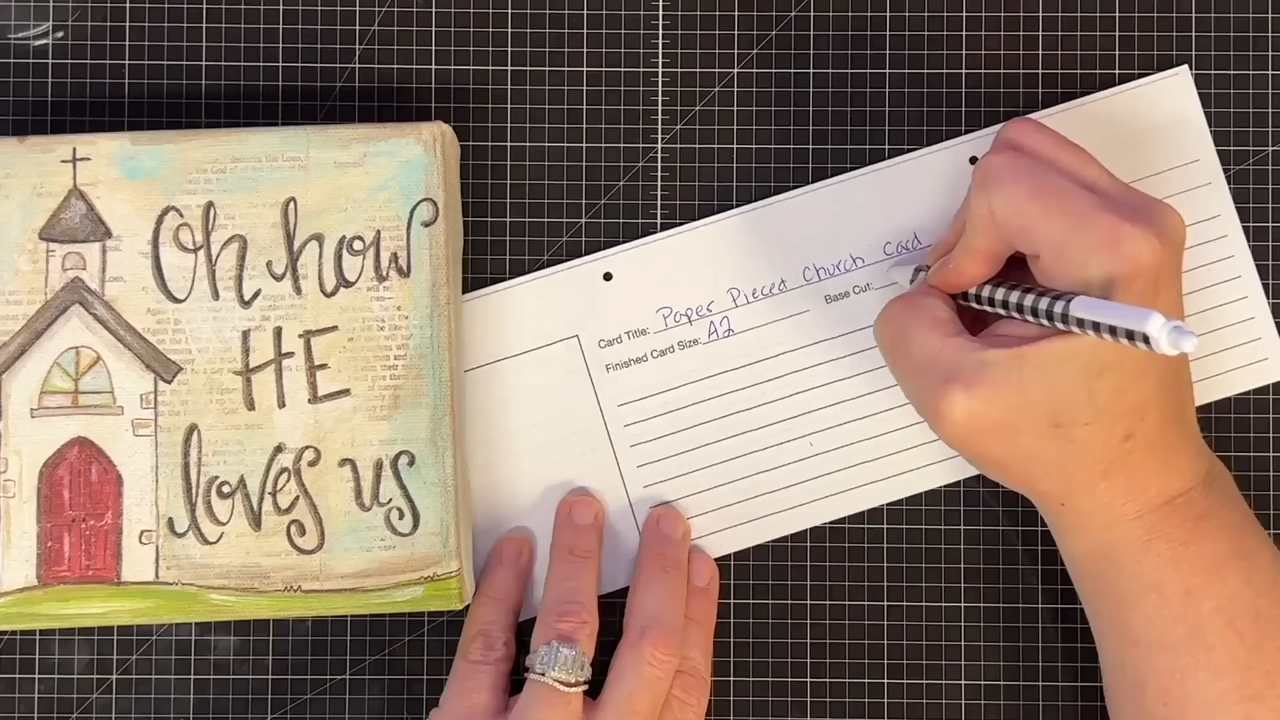 Oh how
HE
loves us
Card Title: Paper Pieced Church Card
Finished Card Size: A2
Base Cut: